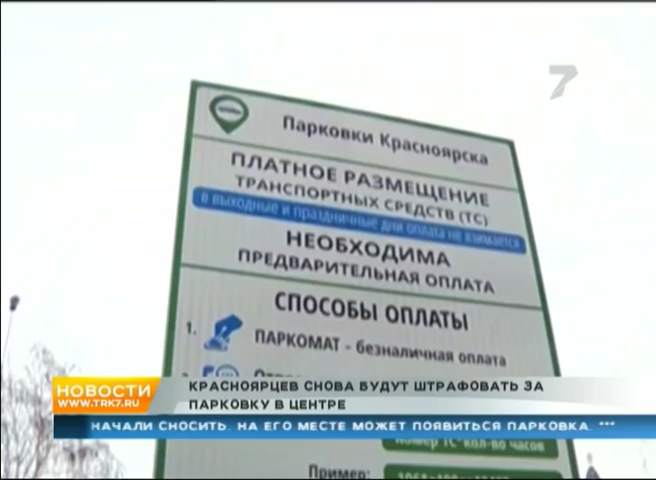 7
Парковки Красноярска
ПЛАТНОЕ РАЗМЕЩЕНИЕ
ТРАНСПОРТНЫХ СРЕДСТВ (ТС)
в выходные и праздничные дни оплата не взимается
НЕОБХОДИМА
ПРЕДВАРИТЕЛЬНАЯ ОПЛАТА
СПОСОБЫ ОПЛАТЫ
1. ПАРКОМАТ - безналичная оплата
НОВОСТИ
WWW.TRK7.RU
КРАСНОЯРЦЕВ СНОВА БУДУТ ШТРАФОВАТЬ ЗА
ПАРКОВКУ В ЦЕНТРЕ
НАЧАЛИ СНОСИТЬ. НА ЕГО МЕСТЕ МОЖЕТ ПОЯВИТЬСЯ ПАРКОВКА. ***
номер ТС* кол-во часов
Пример: